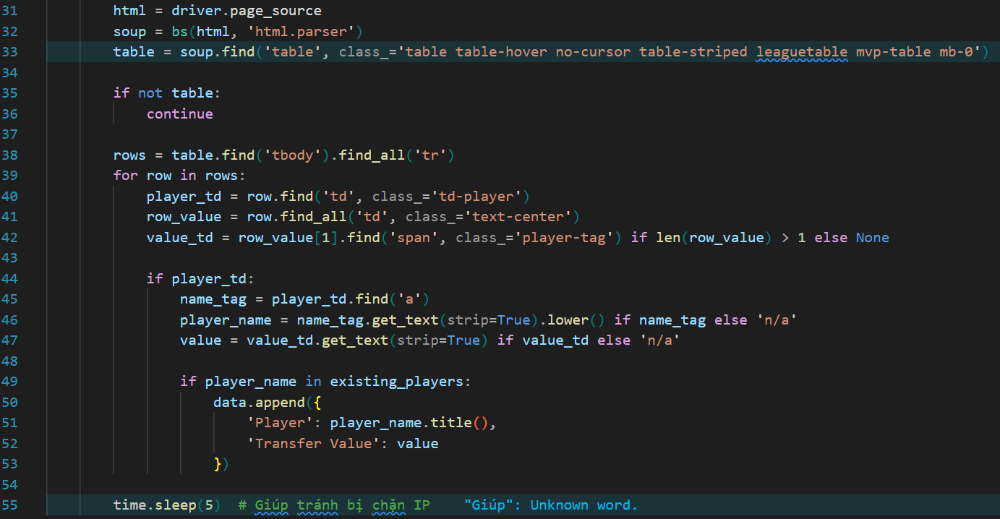 31 html = driver.page_source
32 soup = bs(html, 'html.parser')
33 table = soup.find('table', class_='table table-hover no-cursor table-striped leaguetable mvp-table mb-0')
34
35 if not table:
36 continue
37
38 rows = table.find('tbody').find_all('tr')
39 for row in rows:
40 player_td = row.find('td', class_='td-player')
41 row_value = row.find_all('td', class_='text-center')
42 value_td = row_value[1].find('span', class_='player-tag') if len(row_value) > 1 else None
43
44 if player_td:
45 name_tag = player_td.find('a')
46 player_name = name_tag.get_text(strip=True).lower() if name_tag else 'n/a'
47 value = value_td.get_text(strip=True) if value_td else 'n/a'
48
49 if player_name in existing_players:
50 data.append({
51 'Player': player_name.title(),
52 'Transfer Value': value
53 })
54
55 time.sleep(5) # Giúp tránh bị chặn IP "Giúp": Unknown word.